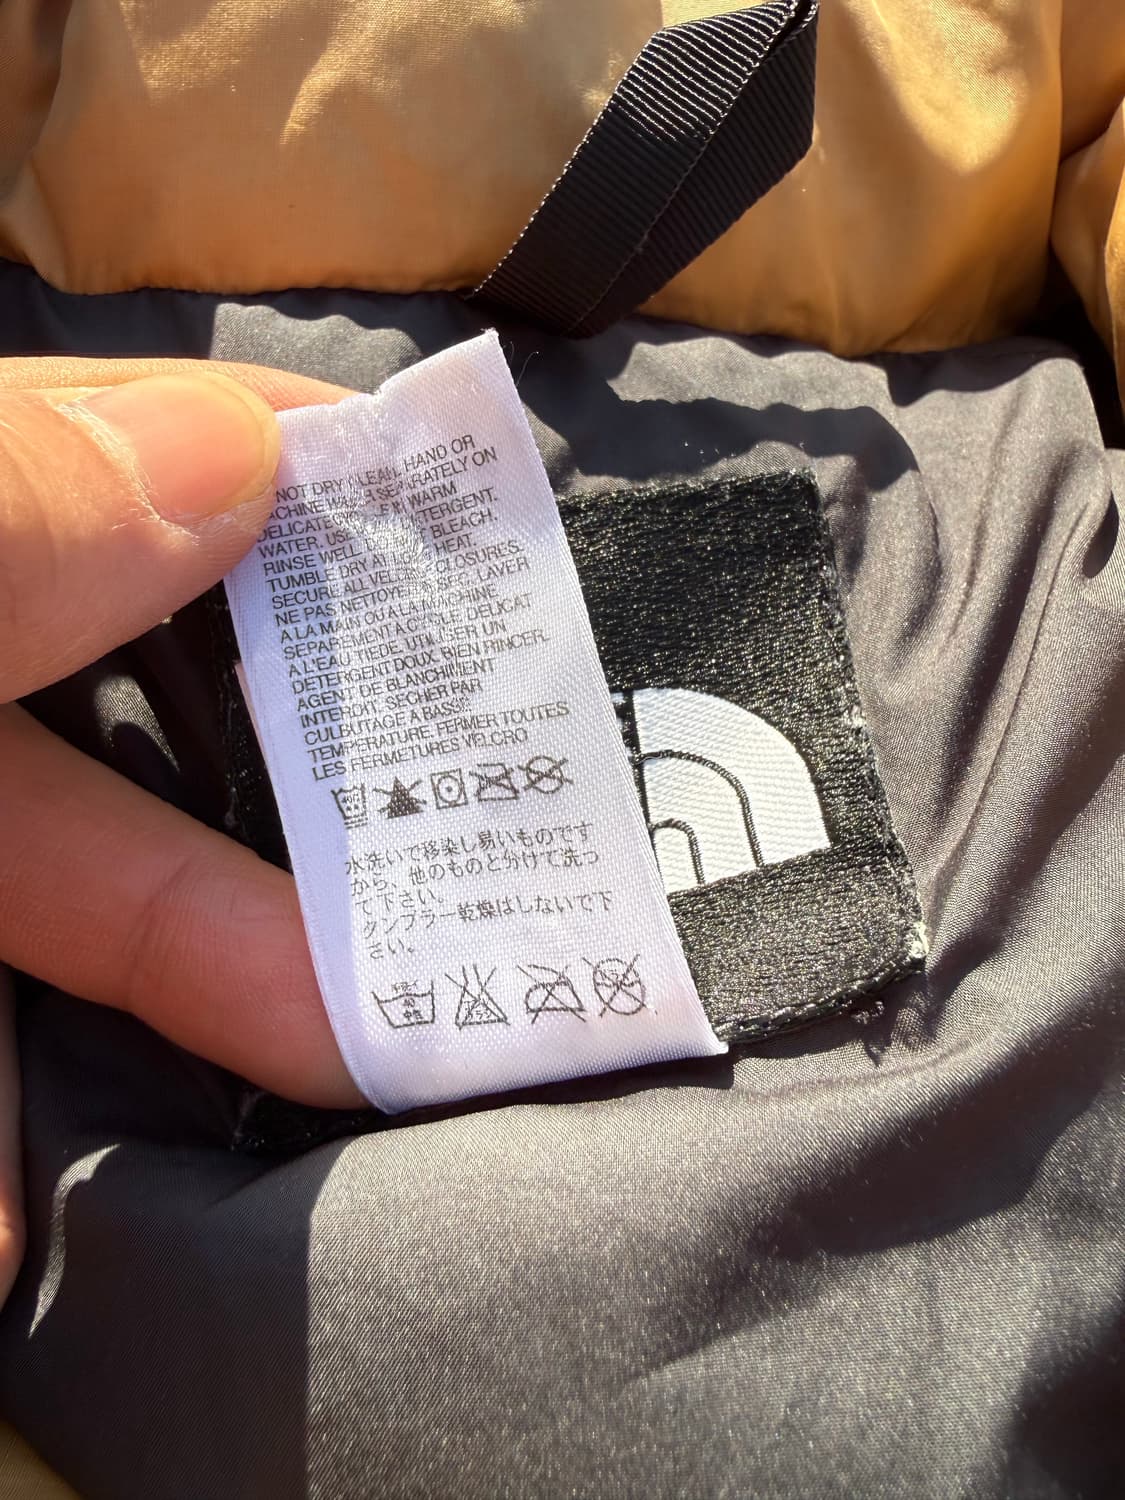 NOT DRY CLEAN. HAND OR
MACHINE WASH SEPARATELY ON
DELICATE CYCLE IN WARM
WATER, USE DETERGENT.
RINSE WELL. BLEACH.
TUMBLE DRY AT HEAT.
SECURE ALL VELCRO CLOSURES.
NE PAS NETTOYER SEC. LAVER
A LA MAIN OU A LA MACHINE
SEPAREMENT A CYCLE DELICAT
A L'EAU TIEDE. UTILISER UN
DETERGENT DOUX. BIEN RINCER.
AGENT DE BLANCHIMENT
INTERDIT. SECHER PAR
CULBUTAGE A BASSE
TEMPERATURE. FERMER TOUTES
LES FERMETURES VELCRO
水洗いで移染し易いものです
から、他のものと分けて洗っ
て下さい。
タンブラー乾燥はしないで下
さい。